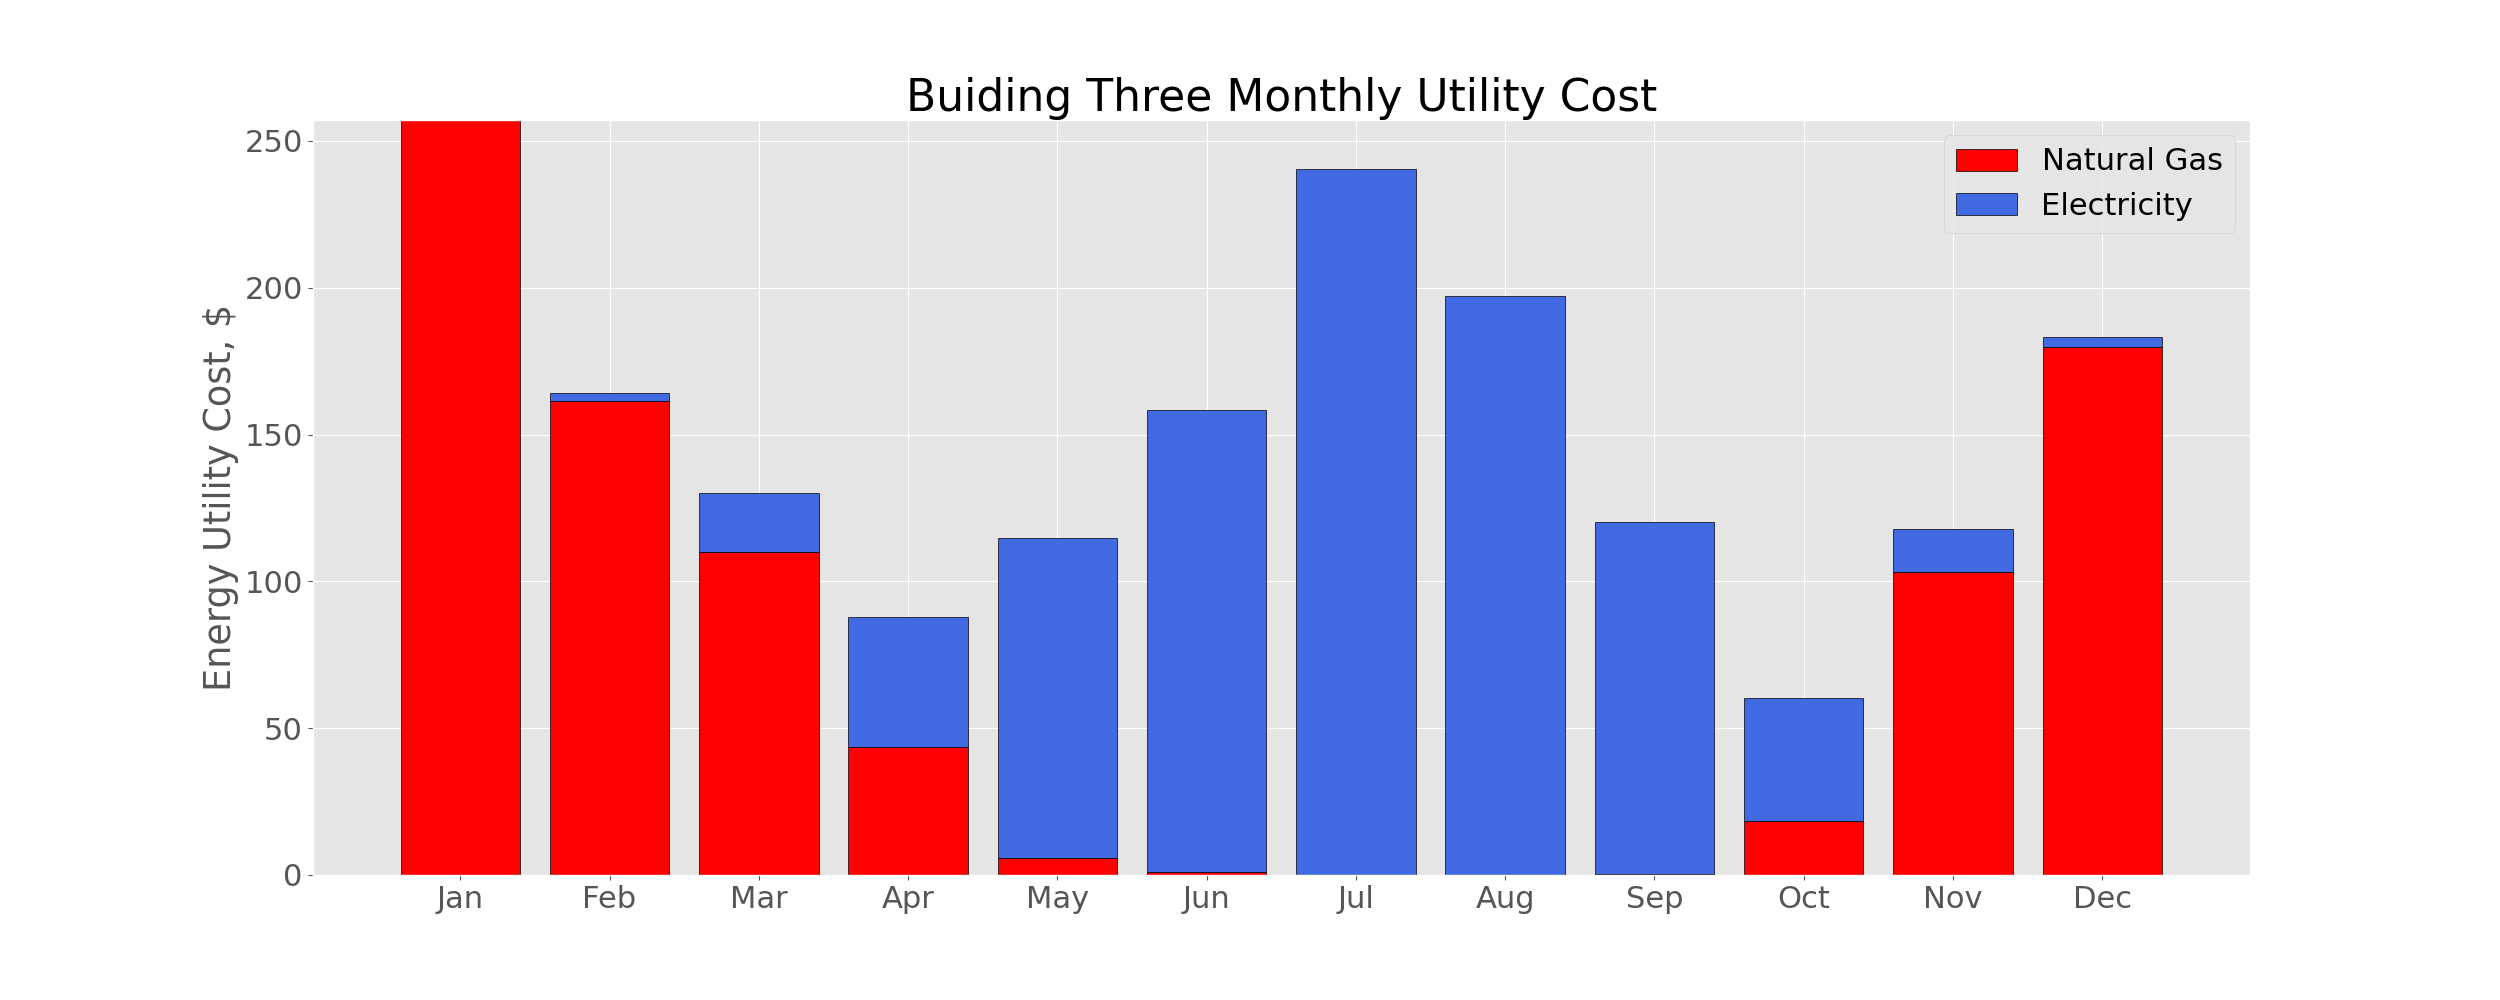 Buiding Three Monthly Utility Cost
Energy Utility Cost, $
250
200
150
100
50
0
Natural Gas
Electricity
Jan Feb Mar Apr May Jun Jul Aug Sep Oct Nov Dec